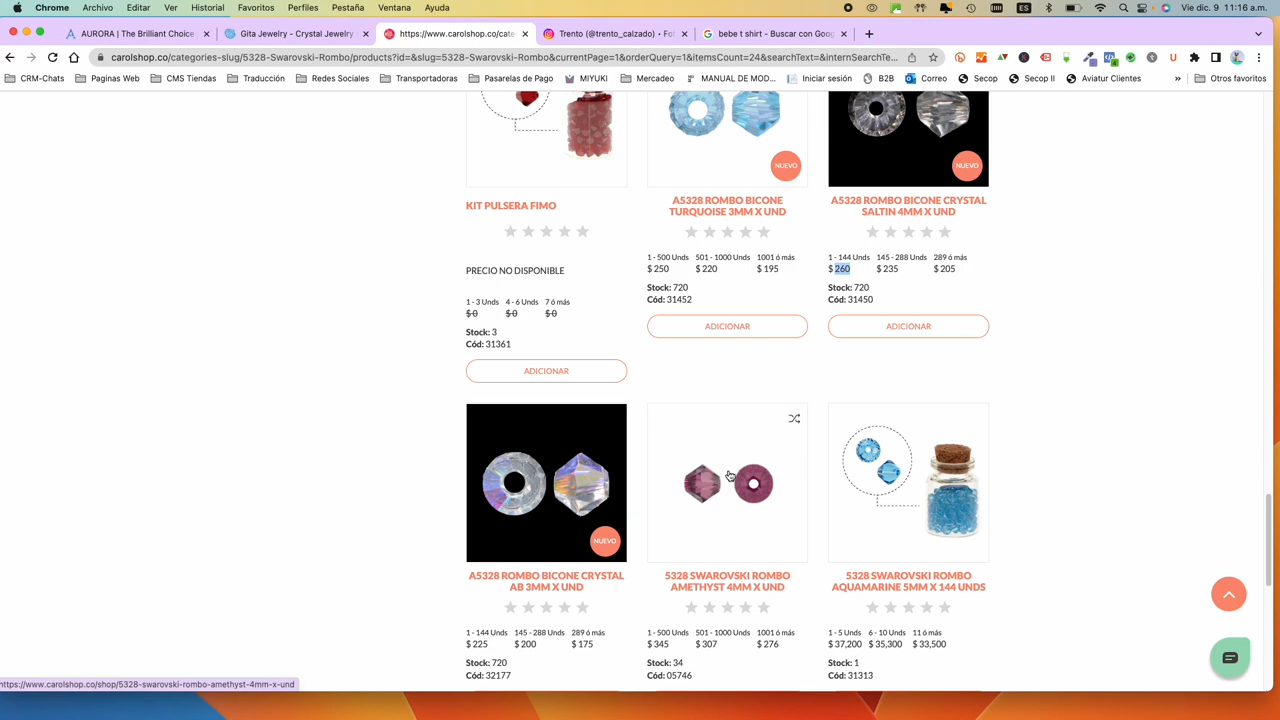 Chrome Archivo Editar Ver Historial Favoritos Perfiles Pestaña Ventana Ayuda ES Vie dic. 9 11:16 a.m.
AURORA | The Brilliant Choice × Gita Jewelry - Crystal Jewelry × https://www.carolshop.co/cate × Trento (@trento_calzado) • Fot × bebe t shirt - Buscar con Goog × +
carolshop.co/categories-slug/5328-Swarovski-Rombo/products?id=&slug=5328-Swarovski-Rombo&currentPage=1&orderQuery=1&itemsCount=24&searchText=&internSearchTe...
CRM-Chats Paginas Web CMS Tiendas Traducción Redes Sociales Transportadoras Pasarelas de Pago MIYUKI Mercadeo MANUAL DE MOD... Iniciar sesión B2B Correo Secop Secop II Aviatur Clientes » Otros favoritos
NUEVO NUEVO
KIT PULSERA FIMO
A5328 ROMBO BICONE
TURQUOISE 3MM X UND
A5328 ROMBO BICONE CRYSTAL
SALTIN 4MM X UND
PRECIO NO DISPONIBLE
1 - 3 Unds 4 - 6 Unds 7 ó más
$ 0 $ 0 $ 0
Stock: 3
Cód: 31361
ADICIONAR
1 - 500 Unds 501 - 1000 Unds 1001 ó más
$ 250 $ 220 $ 195
Stock: 720
Cód: 31452
ADICIONAR
1 - 144 Unds 145 - 288 Unds 289 ó más
$ 260 $ 235 $ 205
Stock: 720
Cód: 31450
ADICIONAR
NUEVO
A5328 ROMBO BICONE CRYSTAL
AB 3MM X UND
1 - 144 Unds 145 - 288 Unds 289 ó más
$ 225 $ 200 $ 175
Stock: 720
Cód: 32177
5328 SWAROVSKI ROMBO
AMETHYST 4MM X UND
1 - 500 Unds 501 - 1000 Unds 1001 ó más
$ 345 $ 307 $ 276
Stock: 34
Cód: 05746
5328 SWAROVSKI ROMBO
AQUAMARINE 5MM X 144 UNDS
1 - 5 Unds 6 - 10 Unds 11 ó más
$ 37,200 $ 35,300 $ 33,500
Stock: 1
Cód: 31313
https://www.carolshop.co/shop/5328-swarovski-rombo-amethyst-4mm-x-und